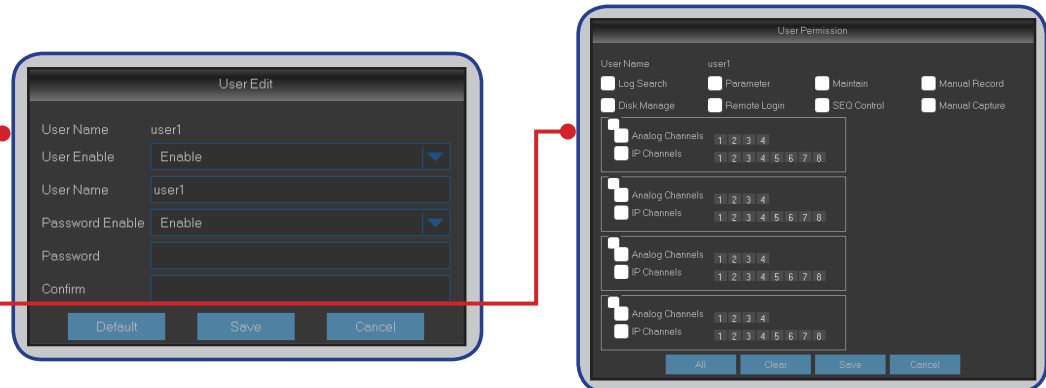 User Edit
User Name user1
User Enable Enable
User Name user1
Password Enable Enable
Password
Confirm
Default Save Cancel
User Permission
User Name user1
Log Search Parameter Maintain Manual Record
Disk Manage Remote Login SEQ Control Manual Capture
Analog Channels 1 2 3 4
IP Channels 1 2 3 4 5 6 7 8
Analog Channels 1 2 3 4
IP Channels 1 2 3 4 5 6 7 8
Analog Channels 1 2 3 4
IP Channels 1 2 3 4 5 6 7 8
Analog Channels 1 2 3 4
IP Channels 1 2 3 4 5 6 7 8
All Clear Save Cancel